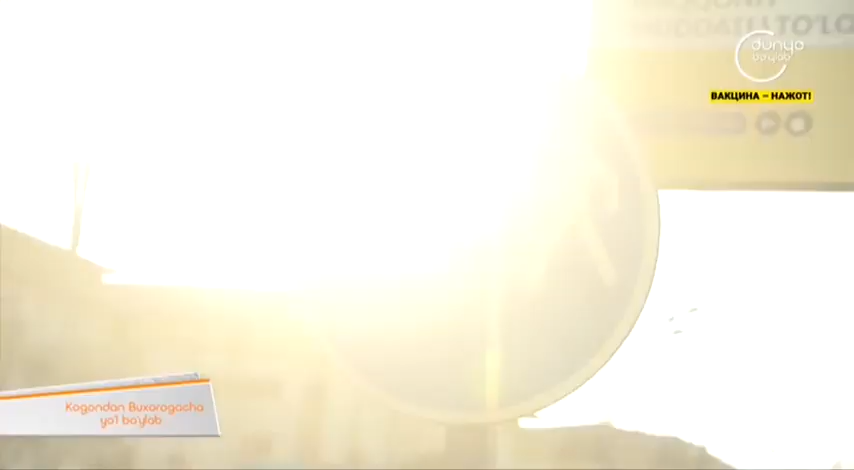 dunyo
bo'ylab
ВАКЦИНА – НАЖОТ!
Kogondan Buxorogacha
yo'l bo'ylab